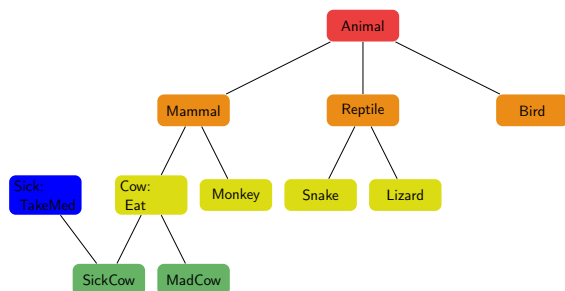 Animal
Mammal
Reptile
Bird
Sick:
TakeMed
Cow:
Eat
Monkey
Snake
Lizard
SickCow
MadCow